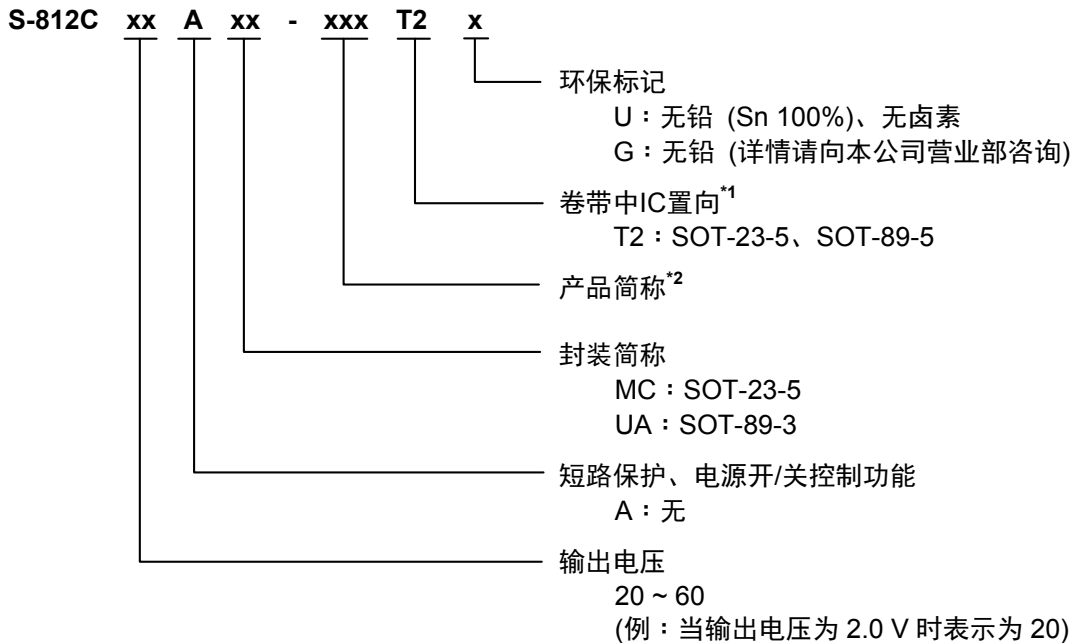 S-812C xx A xx - xxx T2 x
环保标记
U：无铅 (Sn 100%)、无卤素
G：无铅 (详情请向本公司营业部咨询)
卷带中IC置向*1
T2：SOT-23-5、SOT-89-5
产品简称*2
封装简称
MC：SOT-23-5
UA：SOT-89-3
短路保护、电源开/关控制功能
A：无
输出电压
20 ~ 60
(例：当输出电压为 2.0 V 时表示为 20)